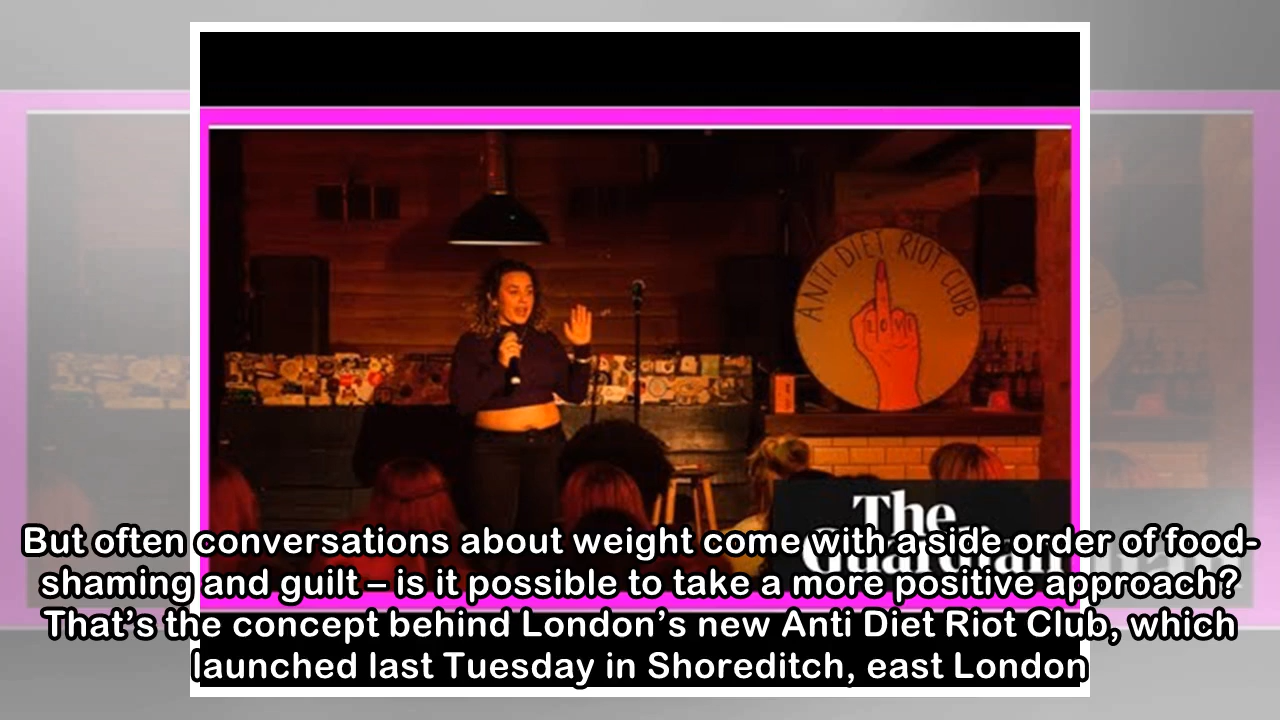 ANTI DIET RIOT CLUB
LOVE
The
Guardian
But often conversations about weight come with a side order of food-
shaming and guilt – is it possible to take a more positive approach?
That’s the concept behind London’s new Anti Diet Riot Club, which
launched last Tuesday in Shoreditch, east London